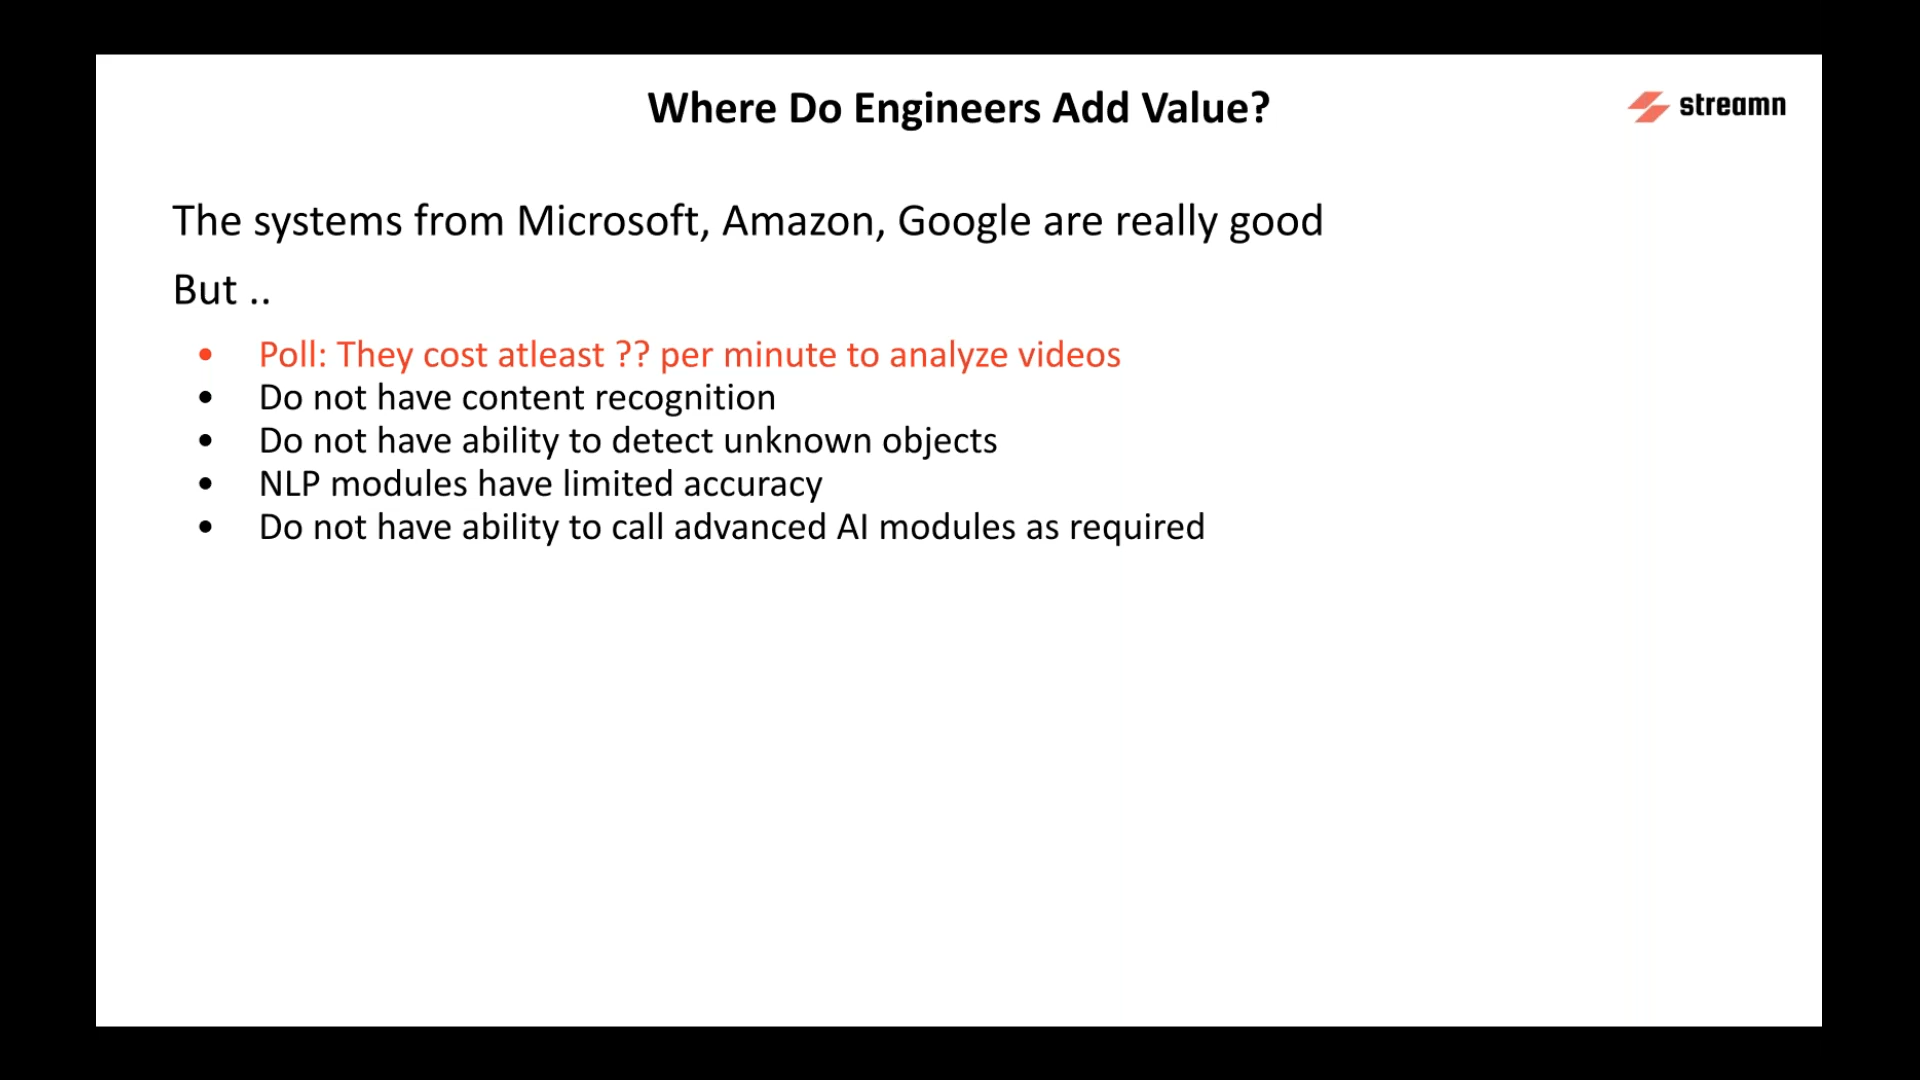 Where Do Engineers Add Value?
streamn
The systems from Microsoft, Amazon, Google are really good
But ..
• Poll: They cost atleast ?? per minute to analyze videos
• Do not have content recognition
• Do not have ability to detect unknown objects
• NLP modules have limited accuracy
• Do not have ability to call advanced AI modules as required